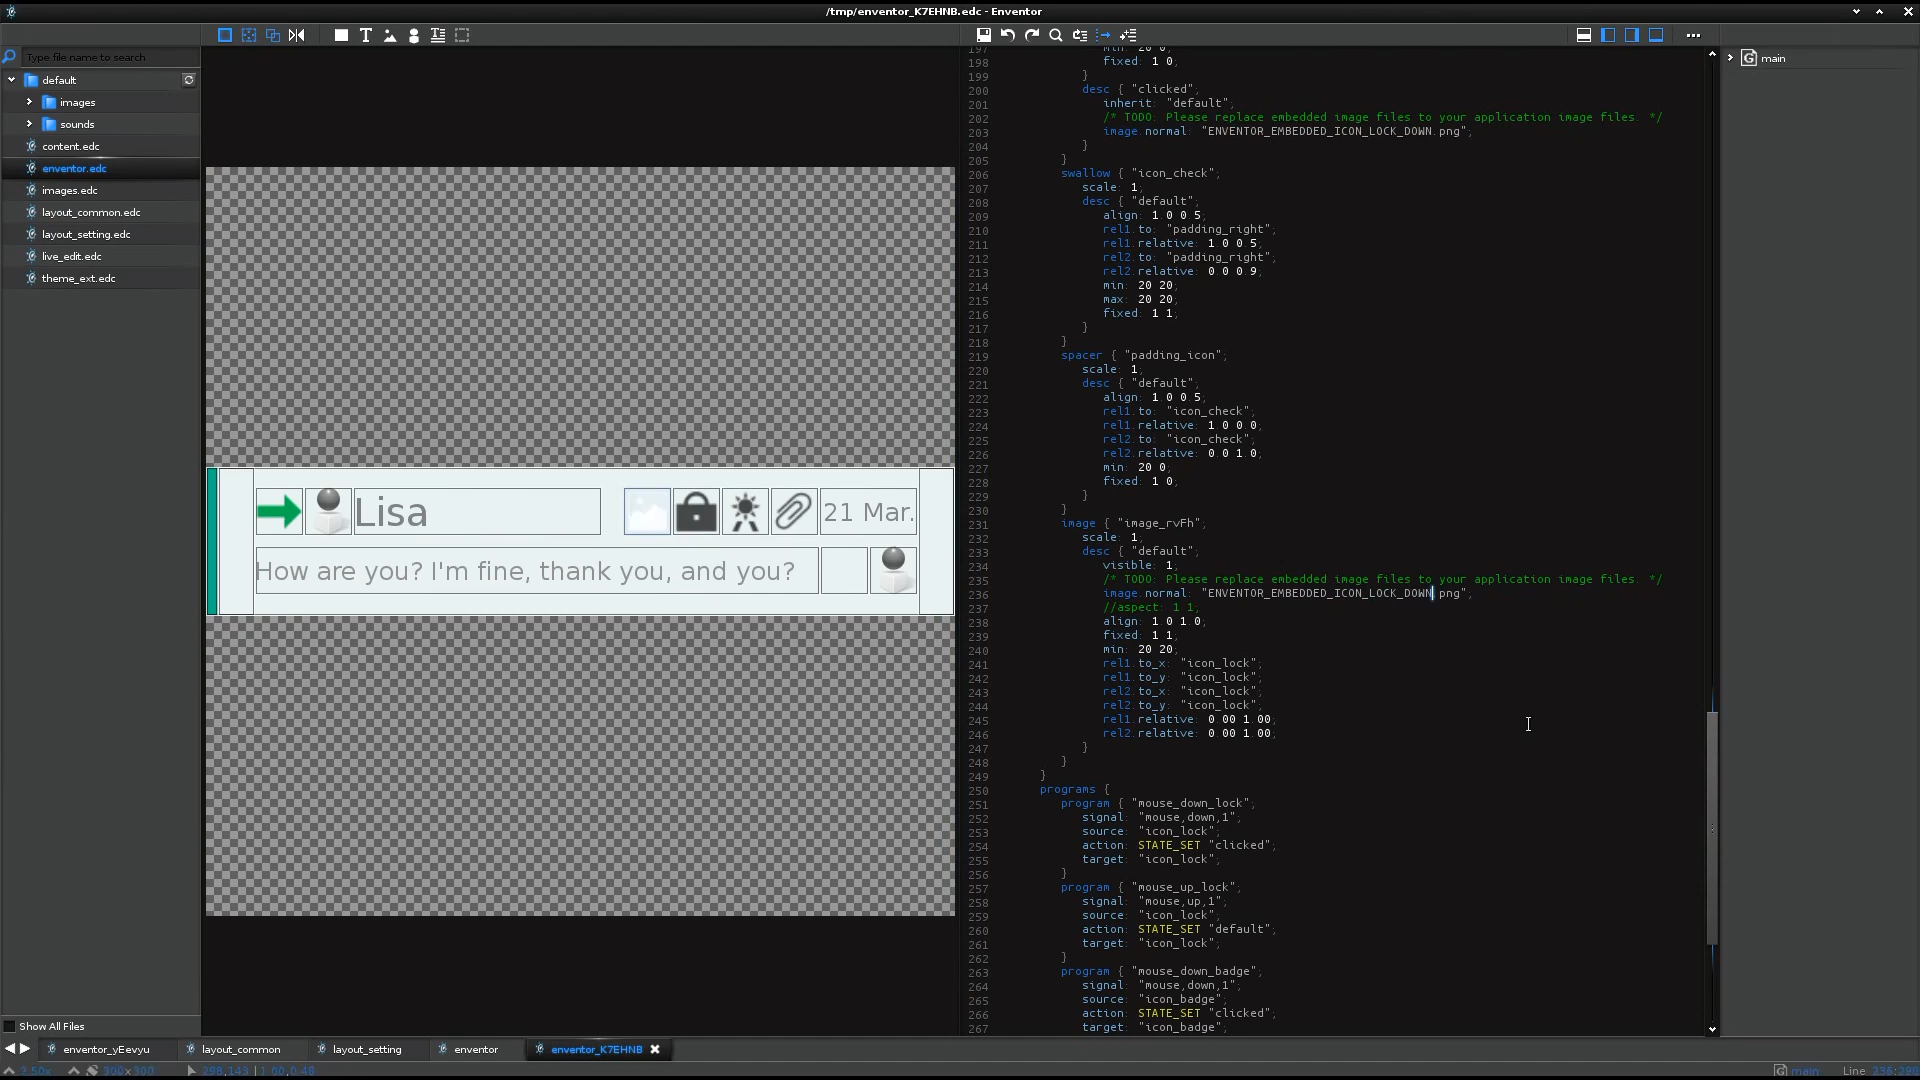 /tmp/enventor_K7EHNB.edc - Enventor
Type file name to search
default
images
sounds
content.edc
enventor.edc
images.edc
layout_common.edc
layout_setting.edc
live_edit.edc
theme_ext.edc
Show All Files
Lisa
21 Mar.
How are you? I'm fine, thank you, and you?
197 min: 20 0;
198 fixed: 1 0;
199 }
200 desc { "clicked";
201 inherit: "default";
202 /* TODO: Please replace embedded image files to your application image files. */
203 image.normal: "ENVENTOR_EMBEDDED_ICON_LOCK_DOWN.png";
204 }
205 }
206 swallow { "icon_check";
207 scale: 1;
208 desc { "default";
209 align: 1.0 0.5;
210 rel1.to: "padding_right";
211 rel1.relative: 1.0 0.5;
212 rel2.to: "padding_right";
213 rel2.relative: 0.0 0.9;
214 min: 20 20;
215 max: 20 20;
216 fixed: 1 1;
217 }
218 }
219 spacer { "padding_icon";
220 scale: 1;
221 desc { "default";
222 align: 1.0 0.5;
223 rel1.to: "icon_check";
224 rel1.relative: 1.0 0.0;
225 rel2.to: "icon_check";
226 rel2.relative: 0.0 1.0;
227 min: 20 0;
228 fixed: 1 0;
229 }
230 }
231 image { "image_rvFh";
232 scale: 1;
233 desc { "default";
234 visible: 1;
235 /* TODO: Please replace embedded image files to your application image files. */
236 image.normal: "ENVENTOR_EMBEDDED_ICON_LOCK_DOWN.png";
237 //aspect: 1 1;
238 align: 1.0 1.0;
239 fixed: 1 1;
240 min: 20 20;
241 rel1.to_x: "icon_lock";
242 rel1.to_y: "icon_lock";
243 rel2.to_x: "icon_lock";
244 rel2.to_y: "icon_lock";
245 rel1.relative: 0.00 1.00;
246 rel2.relative: 0.00 1.00;
247 }
248 }
249 }
250 programs {
251 program { "mouse_down_lock";
252 signal: "mouse,down,1";
253 source: "icon_lock";
254 action: STATE_SET "clicked";
255 target: "icon_lock";
256 }
257 program { "mouse_up_lock";
258 signal: "mouse,up,1";
259 source: "icon_lock";
260 action: STATE_SET "default";
261 target: "icon_lock";
262 }
263 program { "mouse_down_badge";
264 signal: "mouse,down,1";
265 source: "icon_badge";
266 action: STATE_SET "clicked";
267 target: "icon_badge";
main
enventor_yEevyu
layout_common
layout_setting
enventor
enventor_K7EHNB
2.50x
300x300
298,143 | 1.00,0.48
main
Line